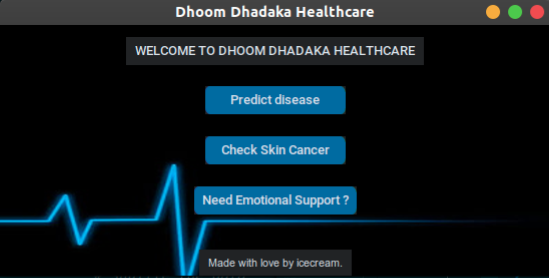 Dhoom Dhadaka Healthcare
WELCOME TO DHOOM DHADAKA HEALTHCARE
Predict disease
Check Skin Cancer
Need Emotional Support ?
Made with love by icecream.